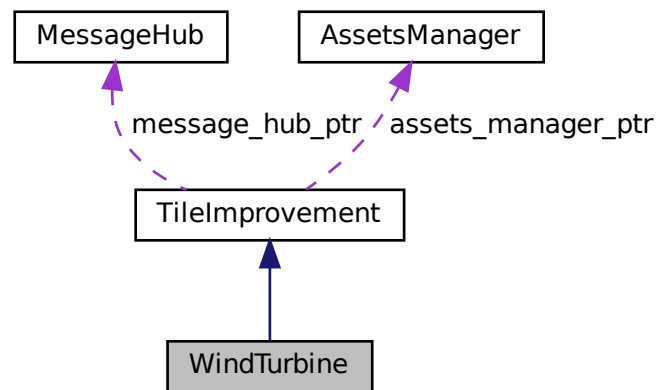 MessageHub
AssetsManager
message_hub_ptr
assets_manager_ptr
TileImprovement
WindTurbine